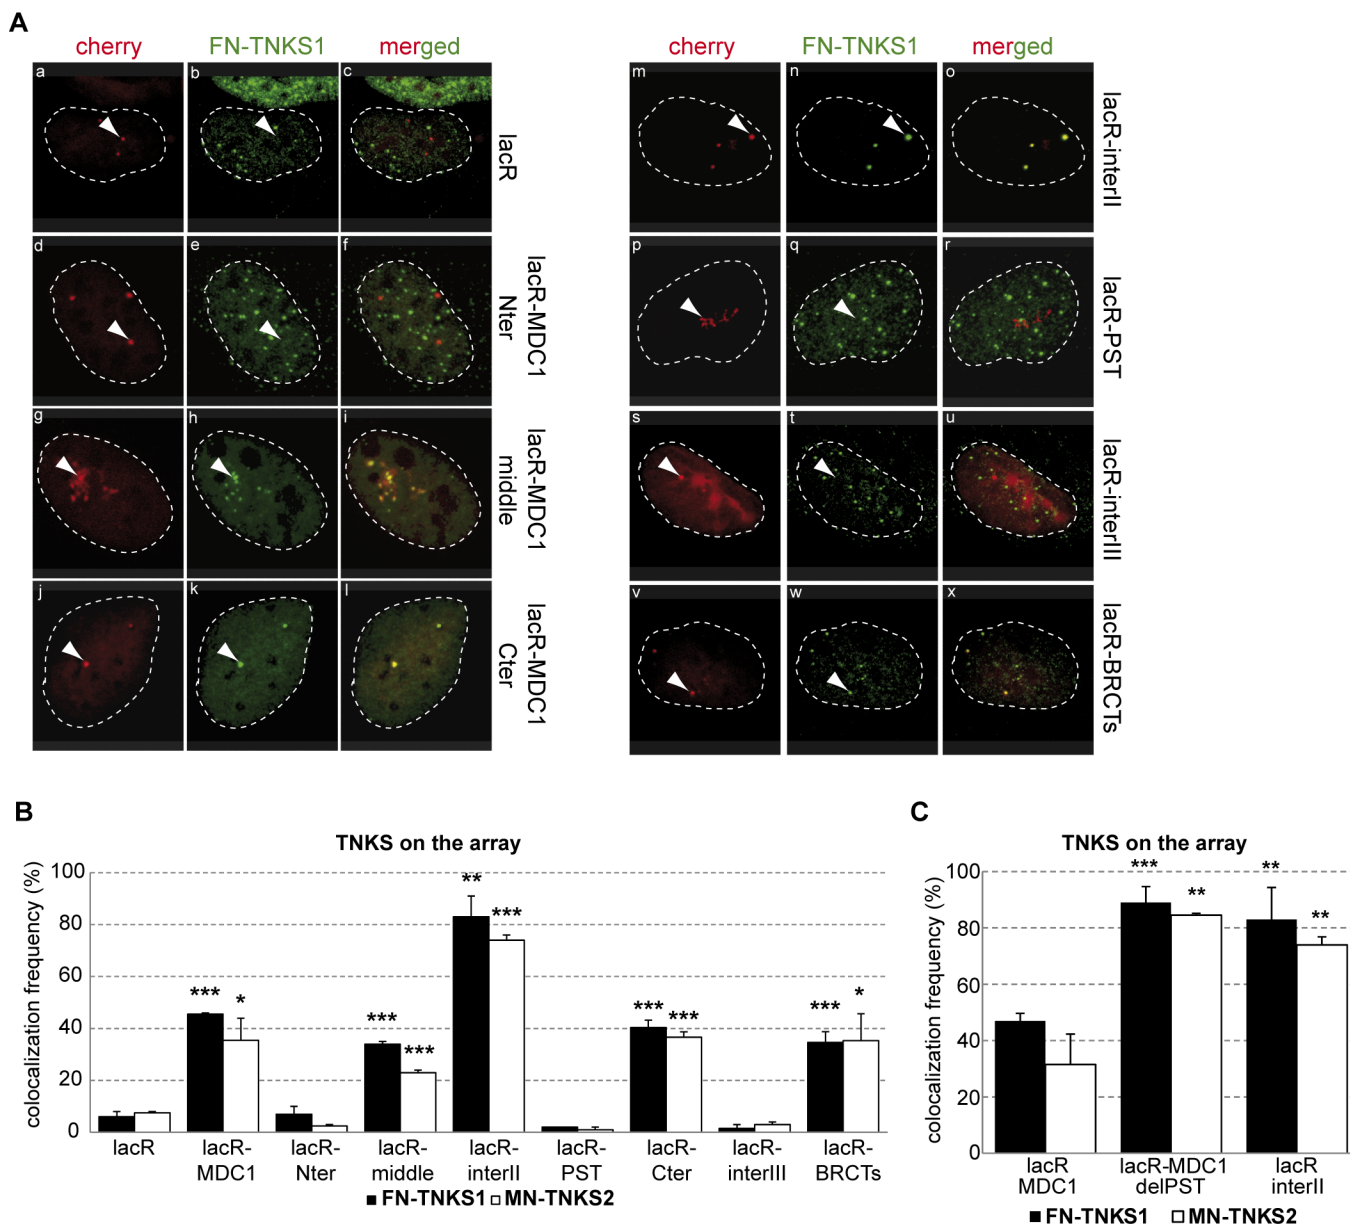 A
cherry FN-TNKS1 merged
a b c
lacR
d e f
lacR-MDC1
Nter
g h i
lacR-MDC1
middle
j k l
lacR-MDC1
Cter
cherry FN-TNKS1 merged
m n o
lacR-interII
p q r
lacR-PST
s t u
lacR-interIII
v w x
lacR-BRCTs
B
TNKS on the array
colocalization frequency (%)
100
80
60
40
20
0
*** *
*** ***
** ***
*** ***
*** *
lacR
lacR-
MDC1
lacR-
Nter
lacR-
middle
lacR-
interII
lacR-
PST
lacR-
Cter
lacR-
interIII
lacR-
BRCTs
FN-TNKS1 MN-TNKS2
C
TNKS on the array
colocalization frequency (%)
100
80
60
40
20
0
*** **
** **
lacR
MDC1
lacR-MDC1
delPST
lacR
interII
FN-TNKS1 MN-TNKS2